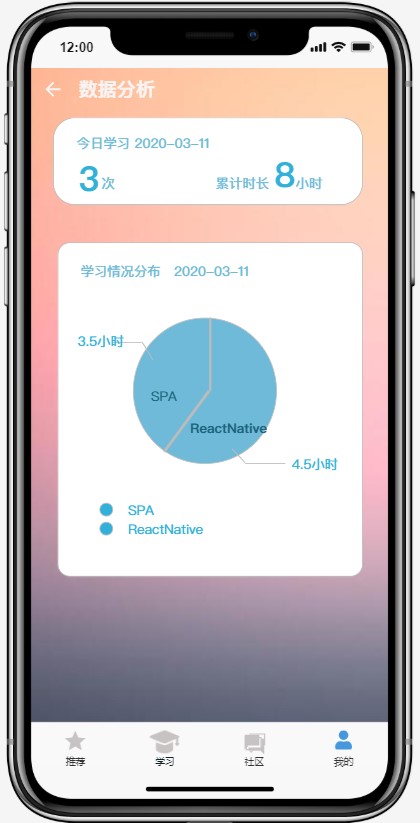 12:00
数据分析
今日学习 2020-03-11
3次 累计时长 8小时
学习情况分布 2020-03-11
3.5小时
SPA
ReactNative
4.5小时
SPA
ReactNative
推荐 学习 社区 我的